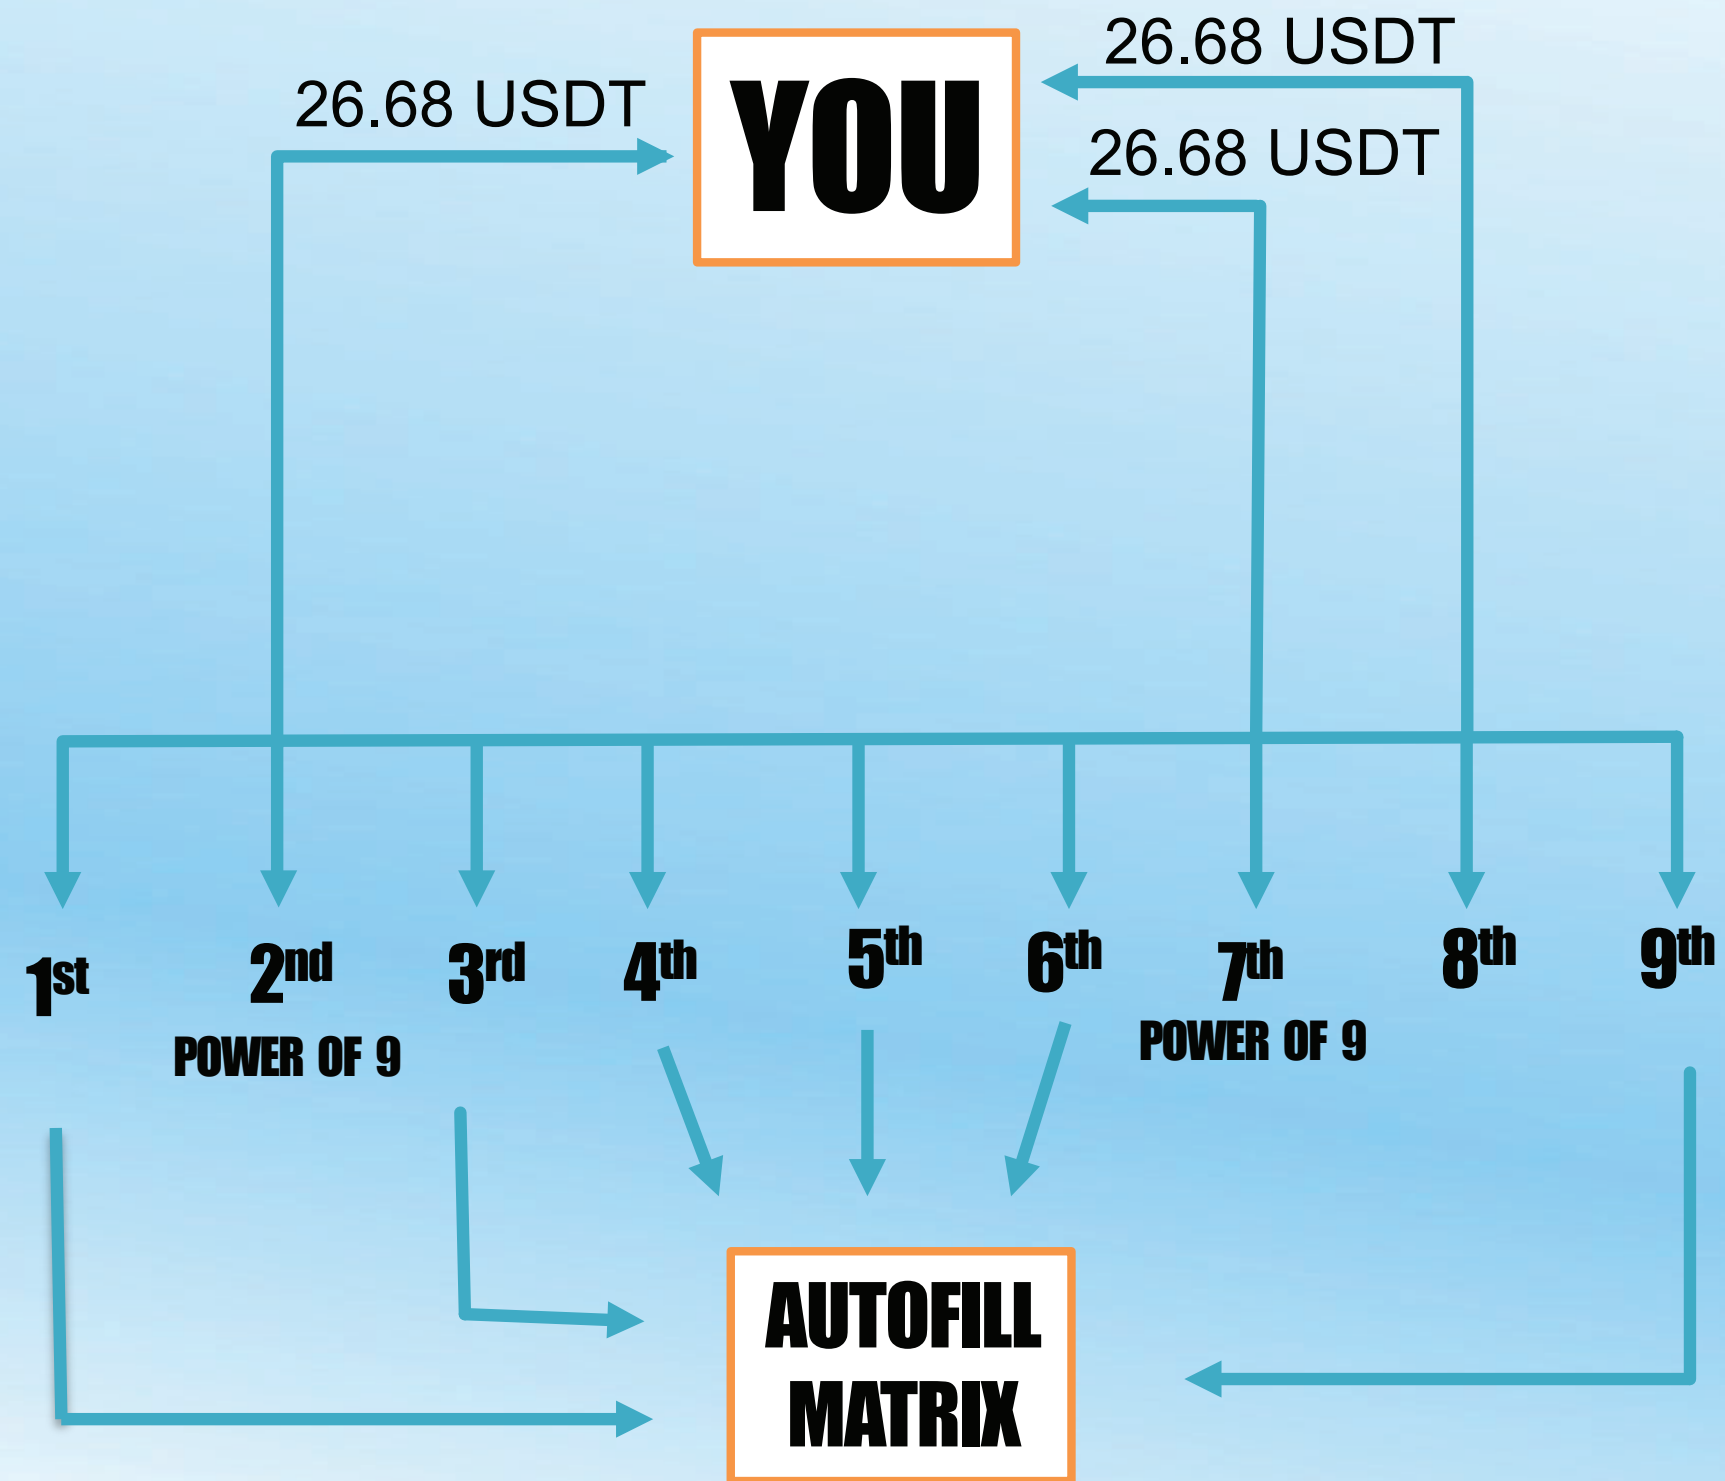 26.68 USDT
26.68 USDT
YOU
26.68 USDT
1st
2nd
3rd
4th
5th
6th
7th
8th
9th
POWER OF 9
POWER OF 9
AUTOFILL
MATRIX